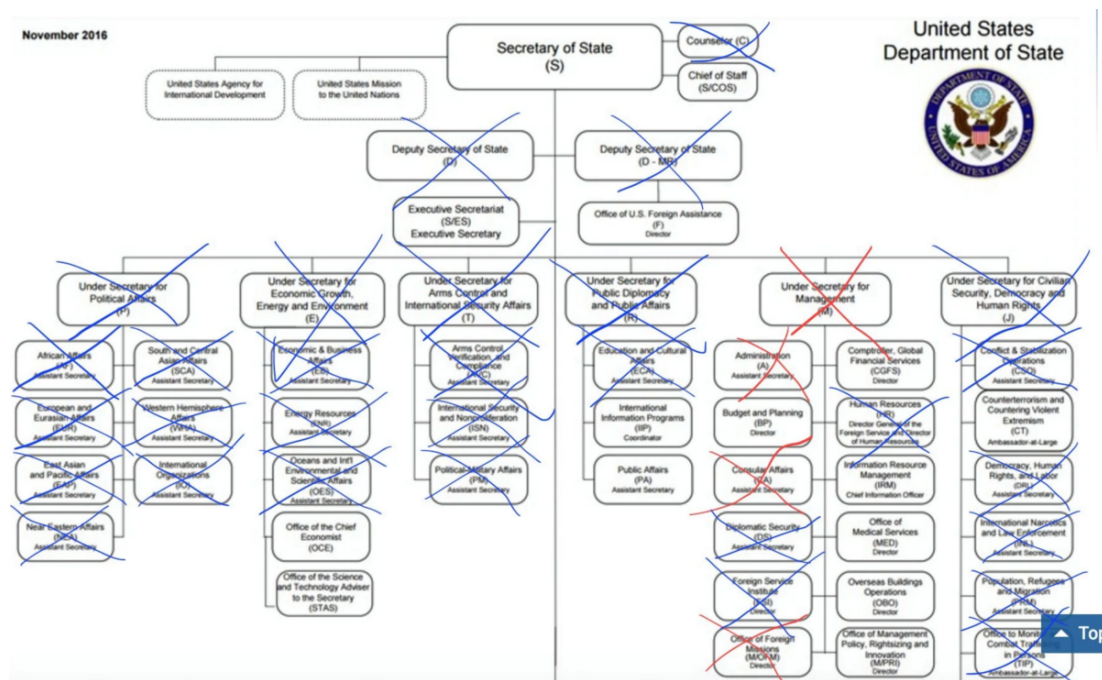 November 2016
United States
Department of State
Secretary of State
(S)
Counselor (C)
Chief of Staff
(S/COS)
United States Agency for
International Development
United States Mission
to the United Nations
DEPARTMENT OF STATE
UNITED STATES OF AMERICA
Deputy Secretary of State
(D)
Deputy Secretary of State
(D - MR)
Executive Secretariat
(S/ES)
Executive Secretary
Office of U.S. Foreign Assistance
(F)
Director
Under Secretary for
Political Affairs
(P)
Under Secretary for
Economic Growth,
Energy and Environment
(E)
Under Secretary for
Arms Control and
International Security Affairs
(T)
Under Secretary for
Public Diplomacy
and Public Affairs
(R)
Under Secretary for
Management
(M)
Under Secretary for Civilian
Security, Democracy and
Human Rights
(J)
African Affairs
(AF)
Assistant Secretary
South and Central
Asian Affairs
(SCA)
Assistant Secretary
Economic & Business
Affairs
(EB)
Assistant Secretary
Arms Control,
Verification, and
Compliance
(AVC)
Assistant Secretary
Education and Cultural
Affairs
(ECA)
Assistant Secretary
Administration
(A)
Assistant Secretary
Comptroller, Global
Financial Services
(CGFS)
Director
Conflict & Stabilization
Operations
(CSO)
Assistant Secretary
European and
Eurasian Affairs
(EUR)
Assistant Secretary
Western Hemisphere
Affairs
(WHA)
Assistant Secretary
Energy Resources
(ENR)
Assistant Secretary
International Security
and Nonproliferation
(ISN)
Assistant Secretary
International
Information Programs
(IIP)
Coordinator
Budget and Planning
(BP)
Director
Human Resources
(HR)
Director General of the
Foreign Service and Director
of Human Resources
Counterterrorism and
Countering Violent
Extremism
(CT)
Ambassador-at-Large
East Asian
and Pacific Affairs
(EAP)
Assistant Secretary
International
Organizations
(IO)
Assistant Secretary
Oceans and Int'l
Environmental and
Scientific Affairs
(OES)
Assistant Secretary
Political-Military Affairs
(PM)
Assistant Secretary
Public Affairs
(PA)
Assistant Secretary
Consular Affairs
(CA)
Assistant Secretary
Information Resource
Management
(IRM)
Chief Information Officer
Democracy, Human
Rights, and Labor
(DRL)
Assistant Secretary
Near Eastern Affairs
(NEA)
Assistant Secretary
Office of the Chief
Economist
(OCE)
Diplomatic Security
(DS)
Assistant Secretary
Office of
Medical Services
(MED)
Director
International Narcotics
and Law Enforcement
(INL)
Assistant Secretary
Office of the Science
and Technology Adviser
to the Secretary
(STAS)
Foreign Service
Institute
(FSI)
Director
Overseas Buildings
Operations
(OBO)
Director
Population, Refugees
and Migration
(PRM)
Assistant Secretary
Office of Foreign
Missions
(M/OFM)
Director
Office of Management
Policy, Rightsizing and
Innovation
(M/PRI)
Director
Office to Monitor
Combat Trafficking
in Persons
(TIP)
Ambassador-at-Large
Top